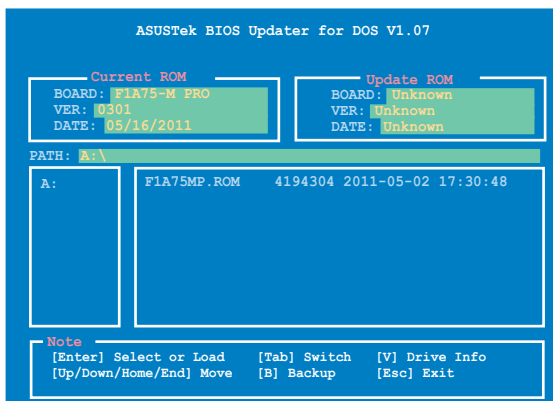 ASUSTek BIOS Updater for DOS V1.07
Current ROM
BOARD: F1A75-M PRO
VER: 0301
DATE: 05/16/2011
Update ROM
BOARD: Unknown
VER: Unknown
DATE: Unknown
PATH: A:\
A:
F1A75MP.ROM 4194304 2011-05-02 17:30:48
Note
[Enter] Select or Load [Tab] Switch [V] Drive Info
[Up/Down/Home/End] Move [B] Backup [Esc] Exit